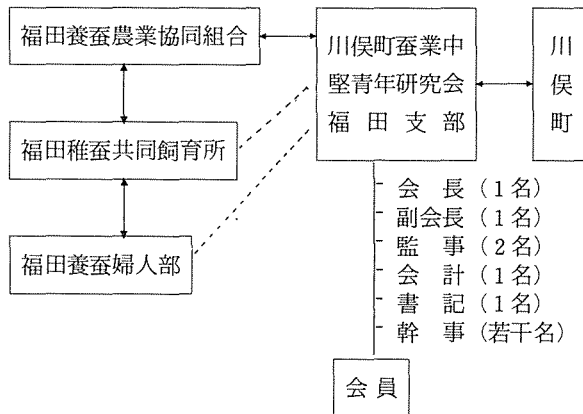 福田養蚕農業協同組合
川俣町蚕業中
堅青年研究会
福田支部
川俣町
福田稚蚕共同飼育所
福田養蚕婦人部
会長(1名)
副会長(1名)
監事(2名)
会計(1名)
書記(1名)
幹事(若干名)
会員